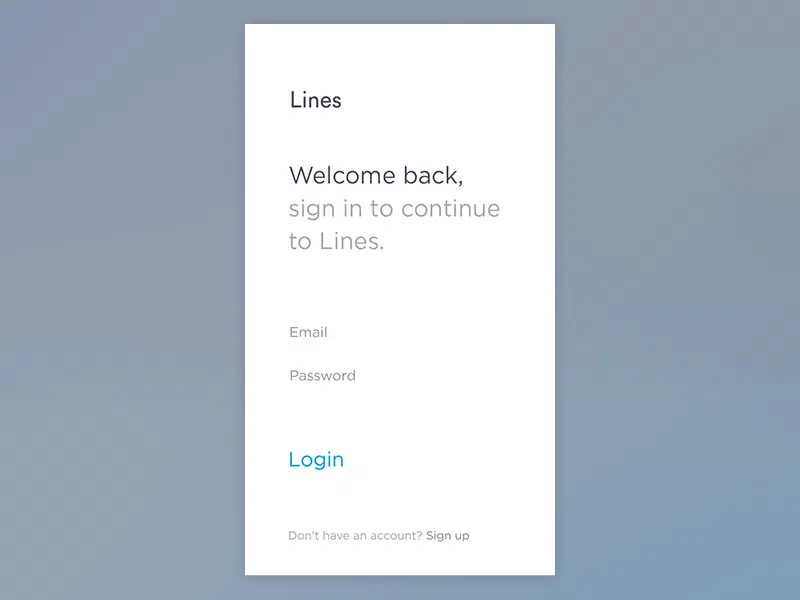 Lines
Welcome back,
sign in to continue
to Lines.
Email
Password
Login
Don't have an account? Sign up